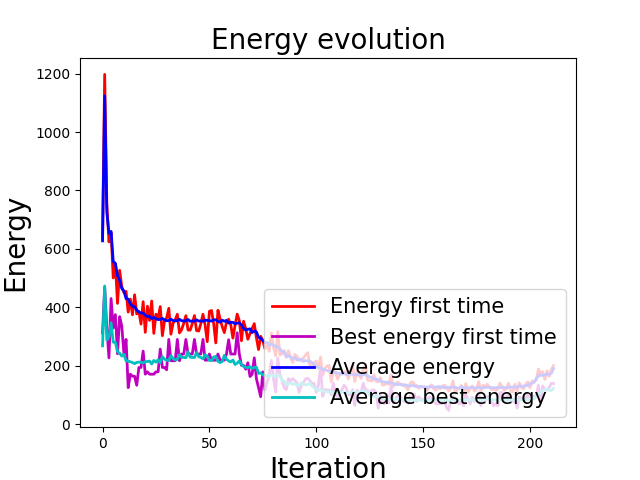 Energy evolution
1200
1000
800
600
400
200
0
Energy
Energy first time
Best energy first time
Average energy
Average best energy
0 50 100 150 200
Iteration